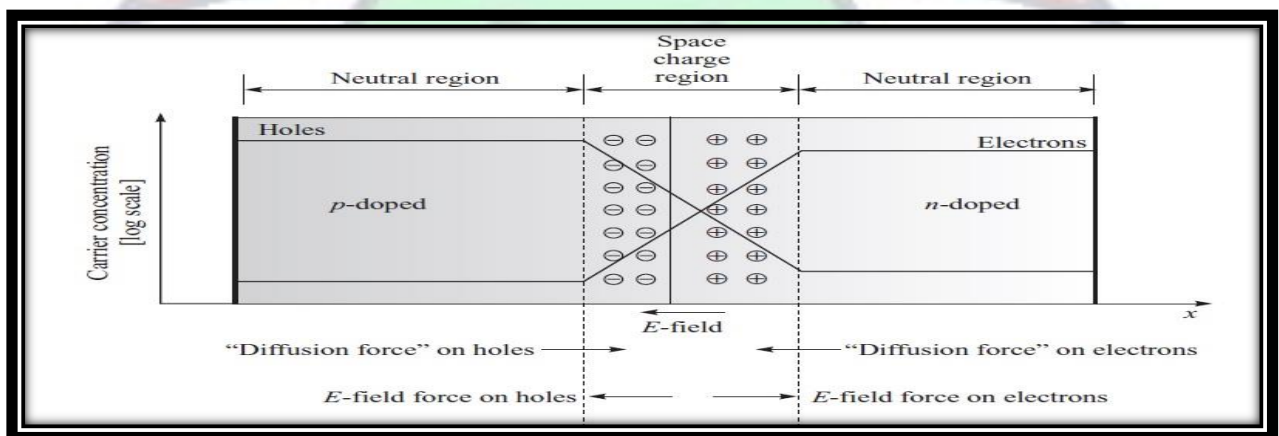 Space
charge
region
Neutral region
Neutral region
Holes
Electrons
p-doped
n-doped
Carrier concentration
[log scale]
⊖ ⊖ ⊕ ⊕
⊖ ⊖ ⊕ ⊕
⊖ ⊖ ⊕ ⊕
⊖ ⊖ ⊕ ⊕
⊖ ⊖ ⊕ ⊕
⊖ ⊖ ⊕ ⊕
⊖ ⊖ ⊕ ⊕
x
E-field
“Diffusion force” on holes
“Diffusion force” on electrons
E-field force on holes
E-field force on electrons